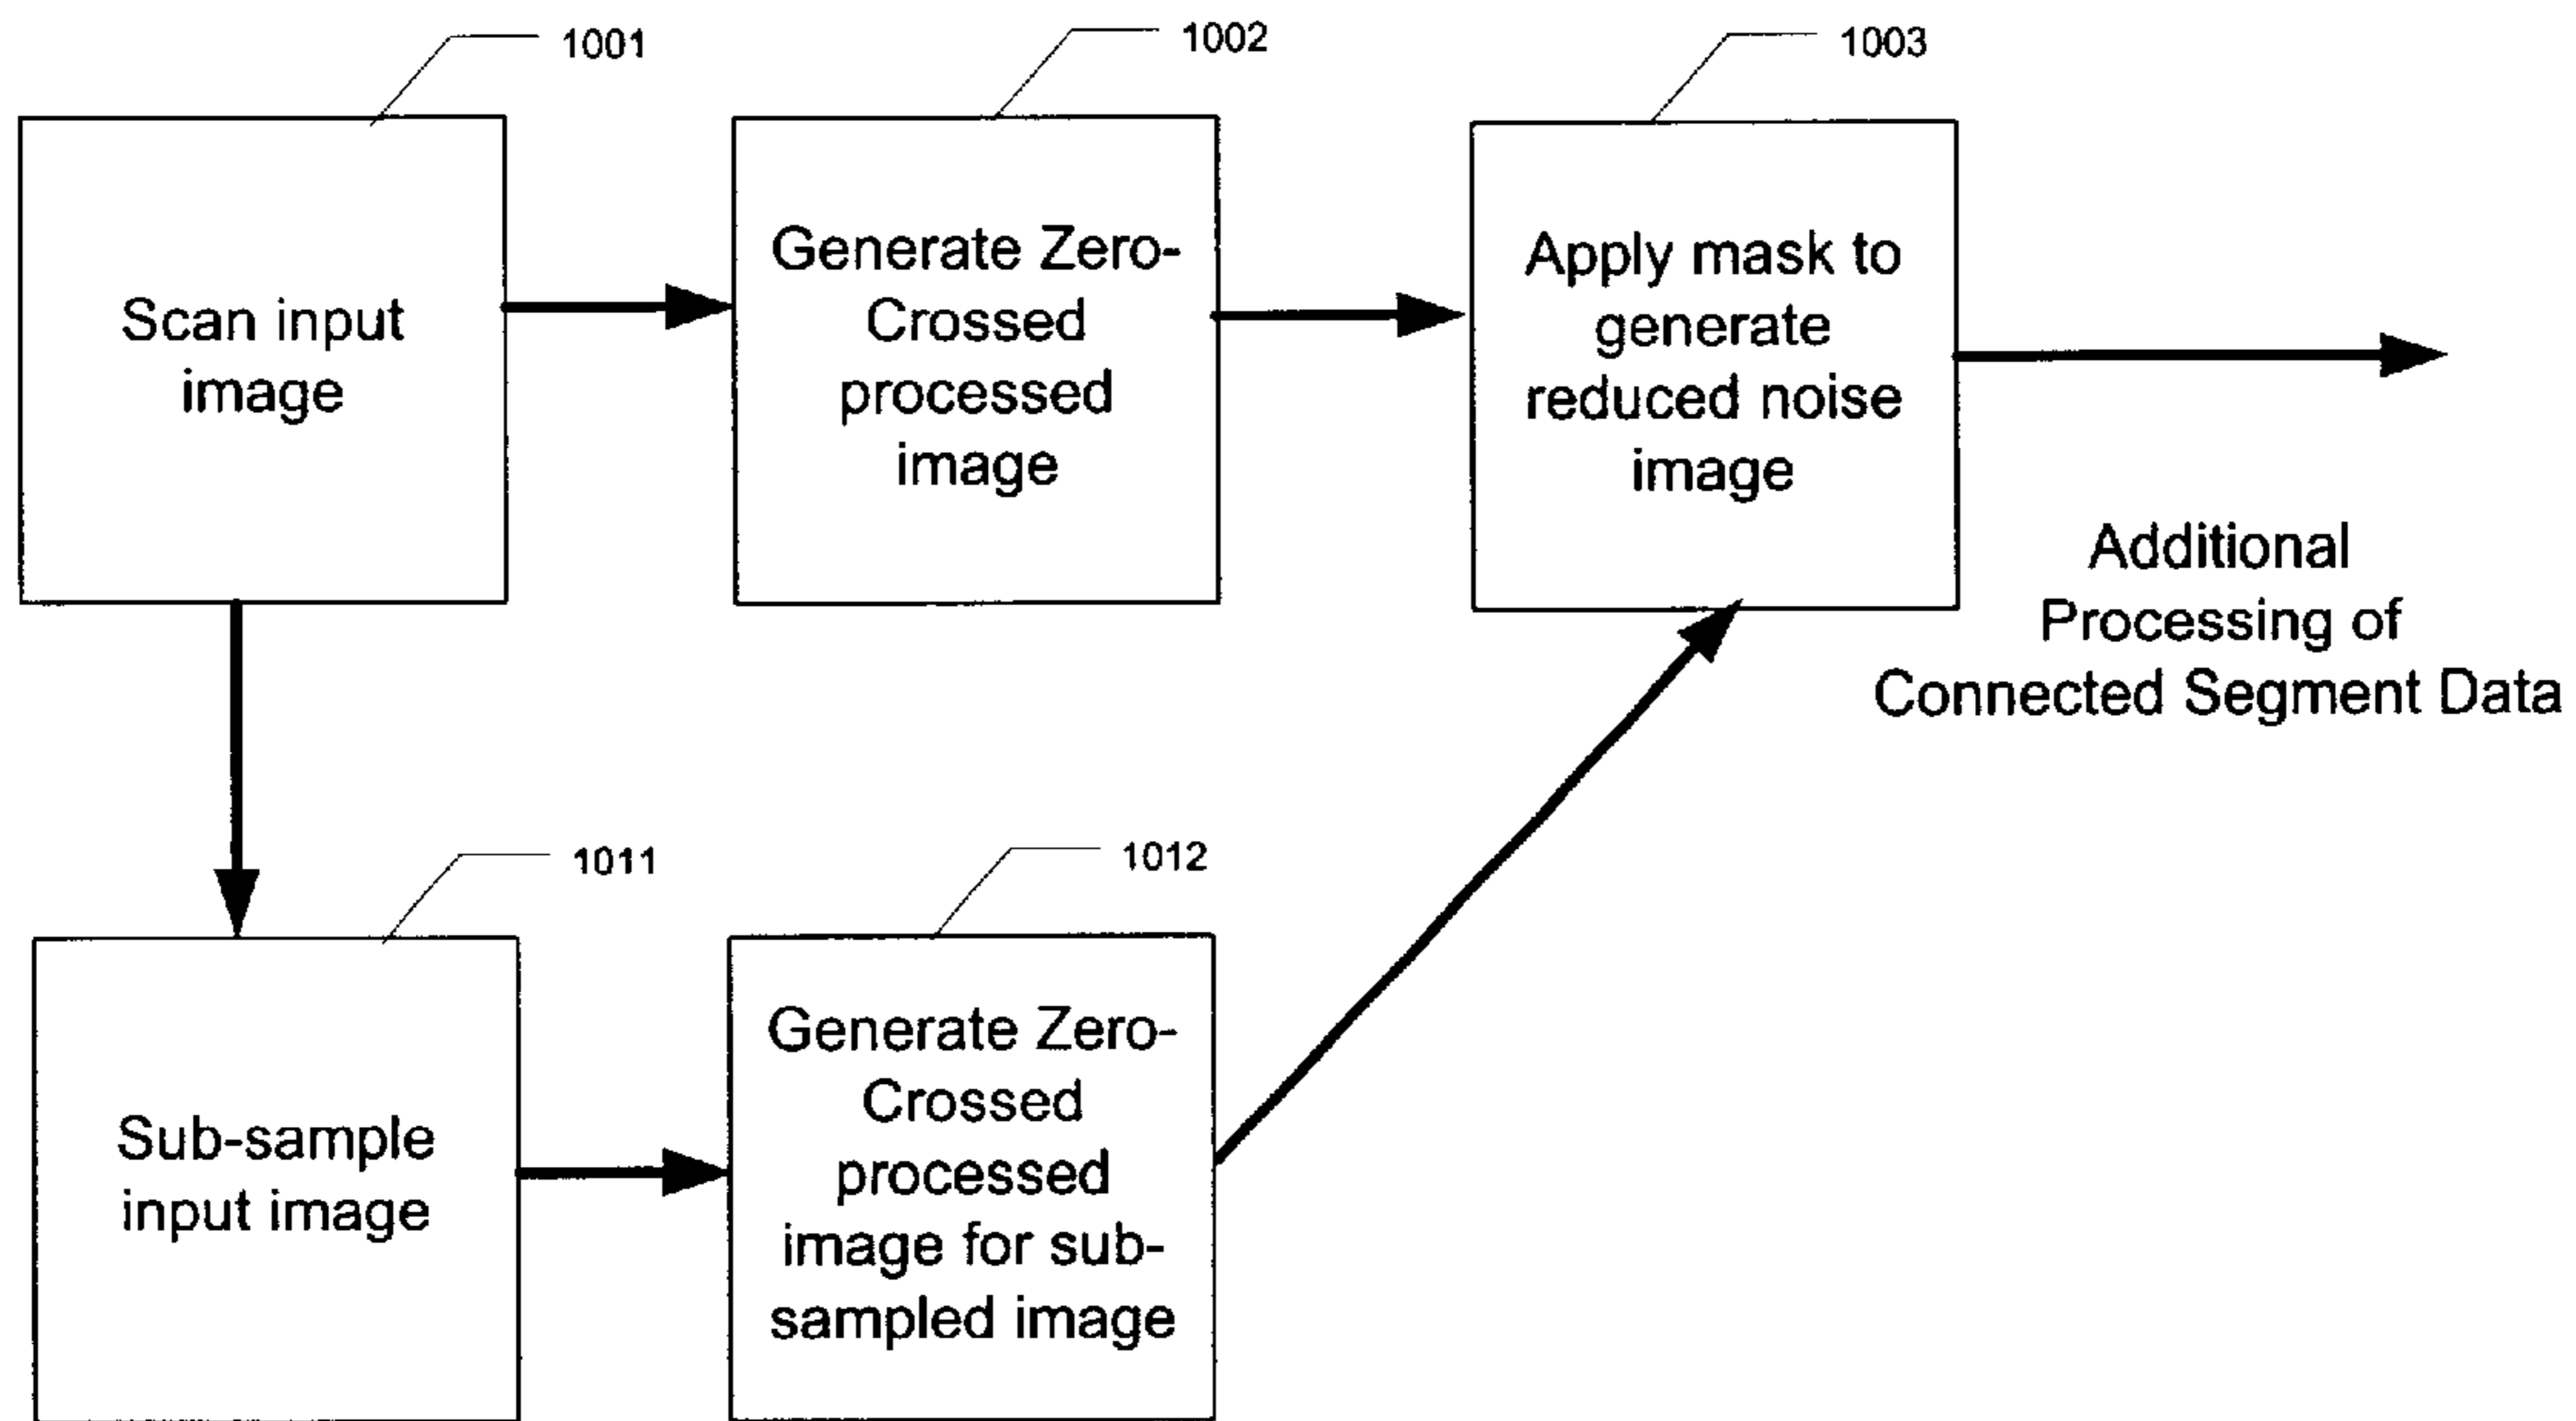 1001
1002
1003
Scan input
image
Generate Zero-
Crossed
processed
image
Apply mask to
generate
reduced noise
image
Additional
Processing of
Connected Segment Data
1011
1012
Sub-sample
input image
Generate Zero-
Crossed
processed
image for sub-
sampled image